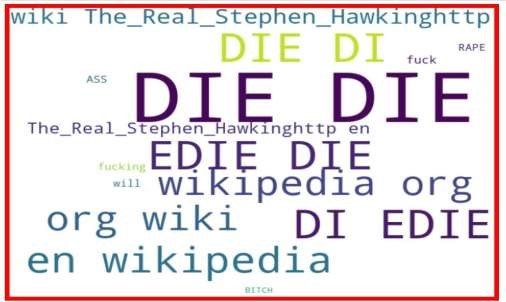 wiki The_Real_Stephen_Hawkinghttp
DIE DI
RAPE
fuck
ASS
DIE DIE
The_Real_Stephen_Hawkinghttp en
EDIE DIE
fucking
will
wikipedia org
org wiki
DI EDIE
en wikipedia
BITCH